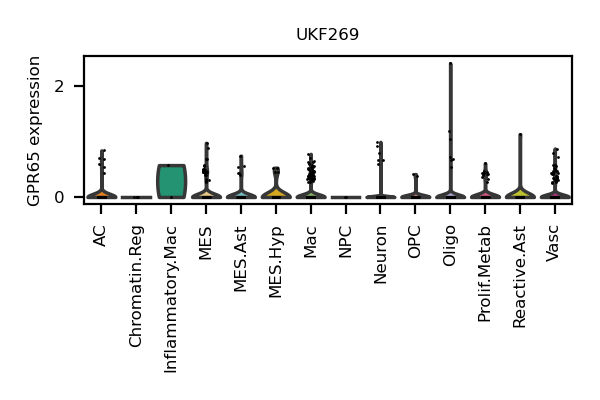 UKF269
GPR65 expression
2
0
AC
Chromatin.Reg
Inflammatory.Mac
MES
MES.Ast
MES.Hyp
Mac
NPC
Neuron
OPC
Oligo
Prolif.Metab
Reactive.Ast
Vasc